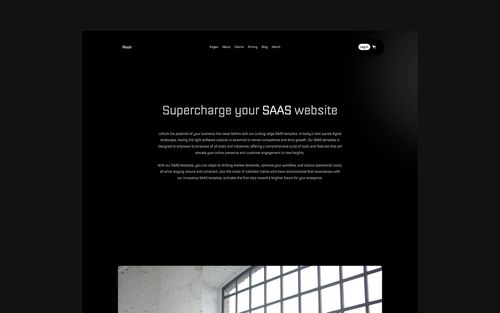 Pages About Clients Pricing Blog Merch
Log in
Supercharge your SAAS website
Unlock the potential of your business like never before with our cutting-edge SAAS template. In today's fast-paced digital
landscape, having the right software solution is essential to remain competitive and drive growth. Our SAAS template is
designed to empower businesses of all sizes and industries, offering a comprehensive suite of tools and features that will
elevate your online presence and customer engagement to new heights.
With our SAAS template, you can adapt to shifting market demands, optimize your workflow, and reduce operational costs,
all while staying secure and compliant. Join the ranks of satisfied clients who have revolutionized their businesses with
our innovative SAAS template, and take the first step toward a brighter future for your enterprise.